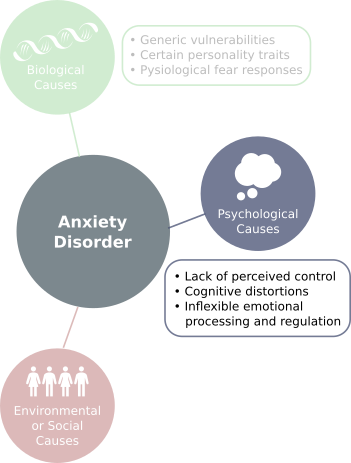 Biological
Causes
• Generic vulnerabilities
• Certain personality traits
• Pysiological fear responses
Anxiety
Disorder
Psychological
Causes
• Lack of perceived control
• Cognitive distortions
• Inflexible emotional
processing and regulation
Environmental
or Social
Causes